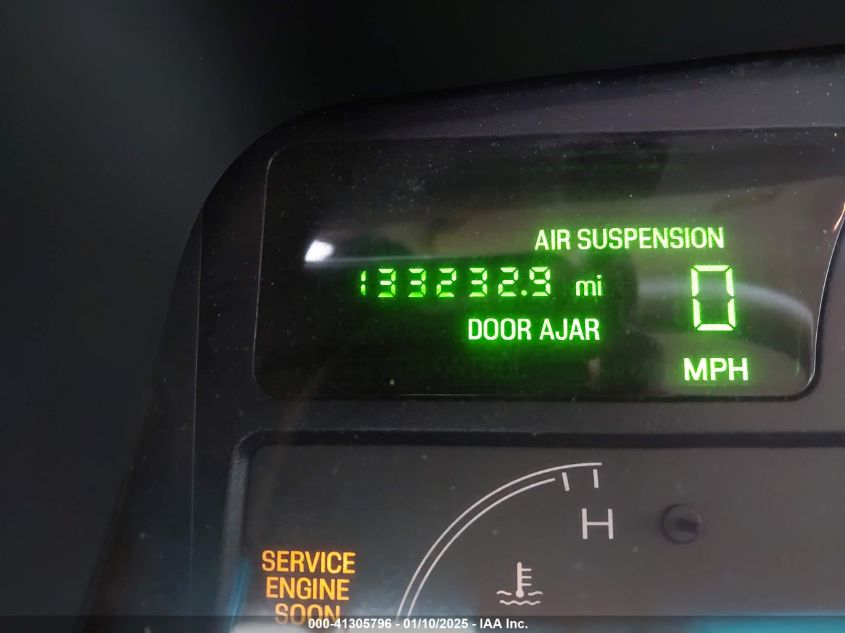 AIR SUSPENSION
133232.9 mi
0
DOOR AJAR
MPH
H
SERVICE
ENGINE
SOON
000-41305796 - 01/10/2025 - IAA Inc.